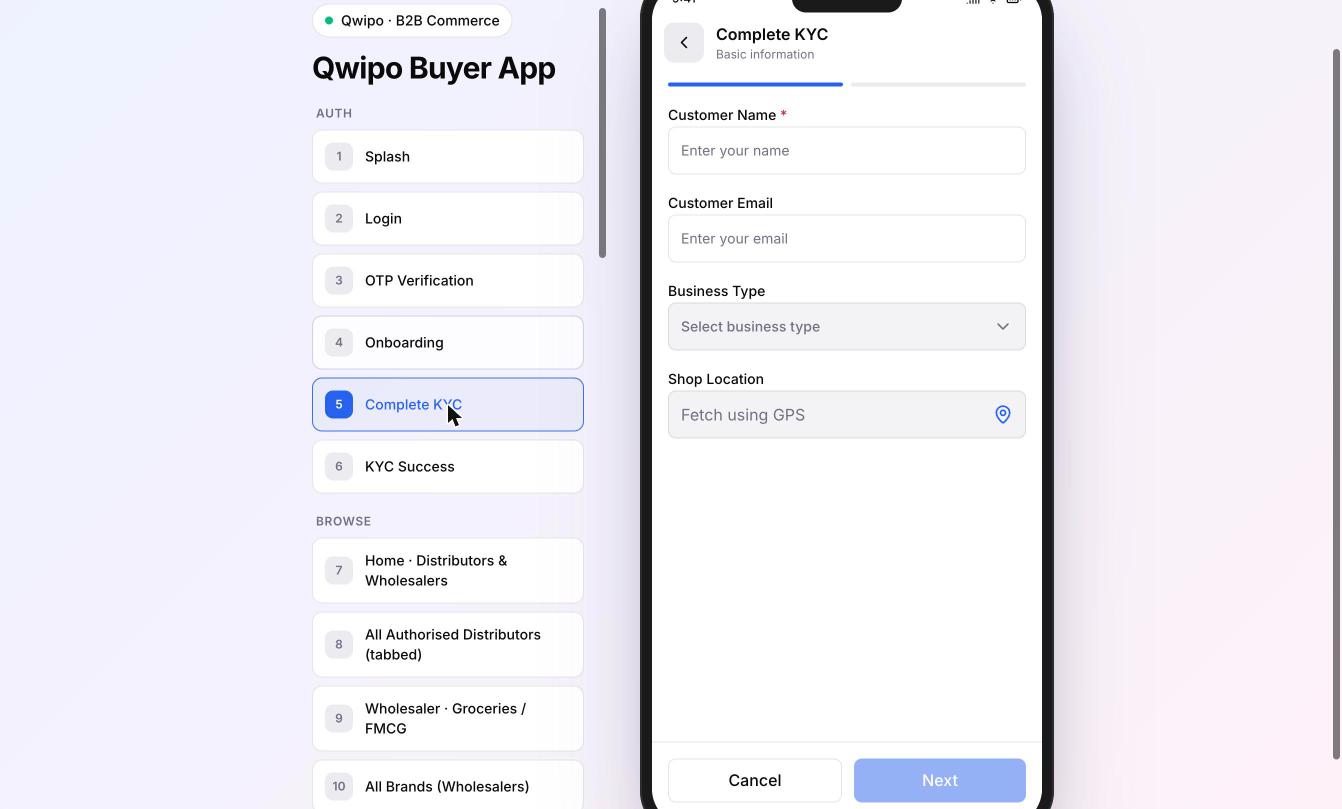 Qwipo · B2B Commerce
Qwipo Buyer App
AUTH
1 Splash
2 Login
3 OTP Verification
4 Onboarding
5 Complete KYC
6 KYC Success
BROWSE
7 Home · Distributors &
Wholesalers
8 All Authorised Distributors
(tabbed)
9 Wholesaler · Groceries /
FMCG
10 All Brands (Wholesalers)
Complete KYC
Basic information
Customer Name *
Enter your name
Customer Email
Enter your email
Business Type
Select business type
Shop Location
Fetch using GPS
Cancel
Next